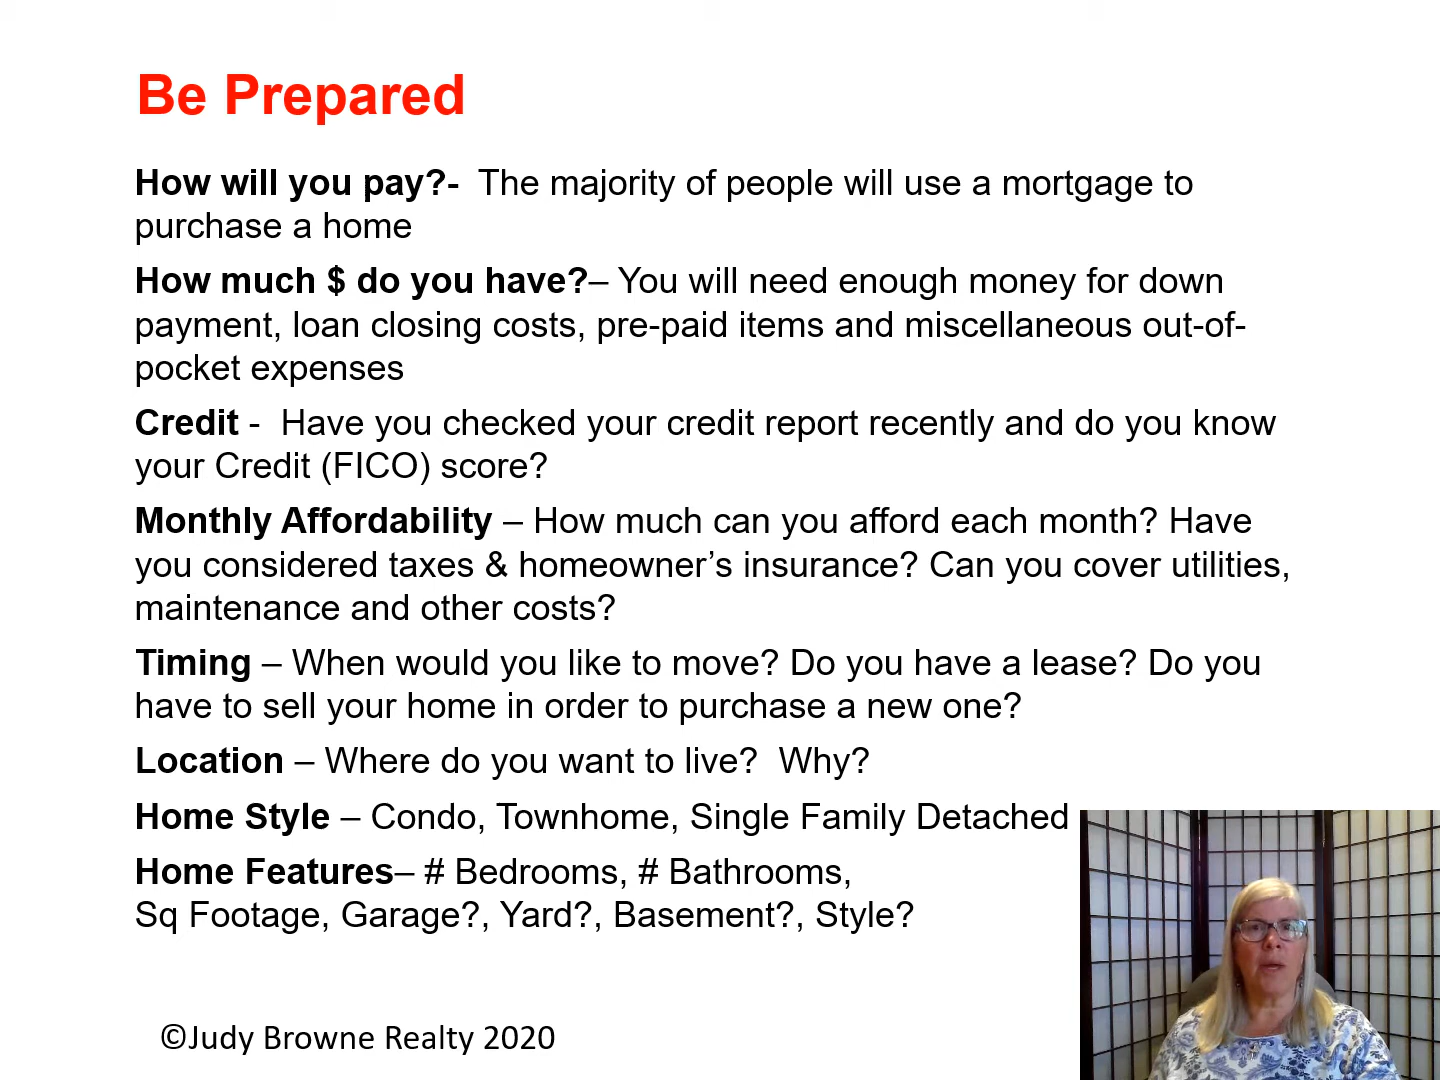 Be Prepared
How will you pay?-  The majority of people will use a mortgage to
purchase a home
How much $ do you have?– You will need enough money for down
payment, loan closing costs, pre-paid items and miscellaneous out-of-
pocket expenses
Credit -  Have you checked your credit report recently and do you know
your Credit (FICO) score?
Monthly Affordability – How much can you afford each month? Have
you considered taxes & homeowner’s insurance? Can you cover utilities,
maintenance and other costs?
Timing – When would you like to move? Do you have a lease? Do you
have to sell your home in order to purchase a new one?
Location – Where do you want to live?  Why?
Home Style – Condo, Townhome, Single Family Detached
Home Features– # Bedrooms, # Bathrooms,
Sq Footage, Garage?, Yard?, Basement?, Style?
©Judy Browne Realty 2020